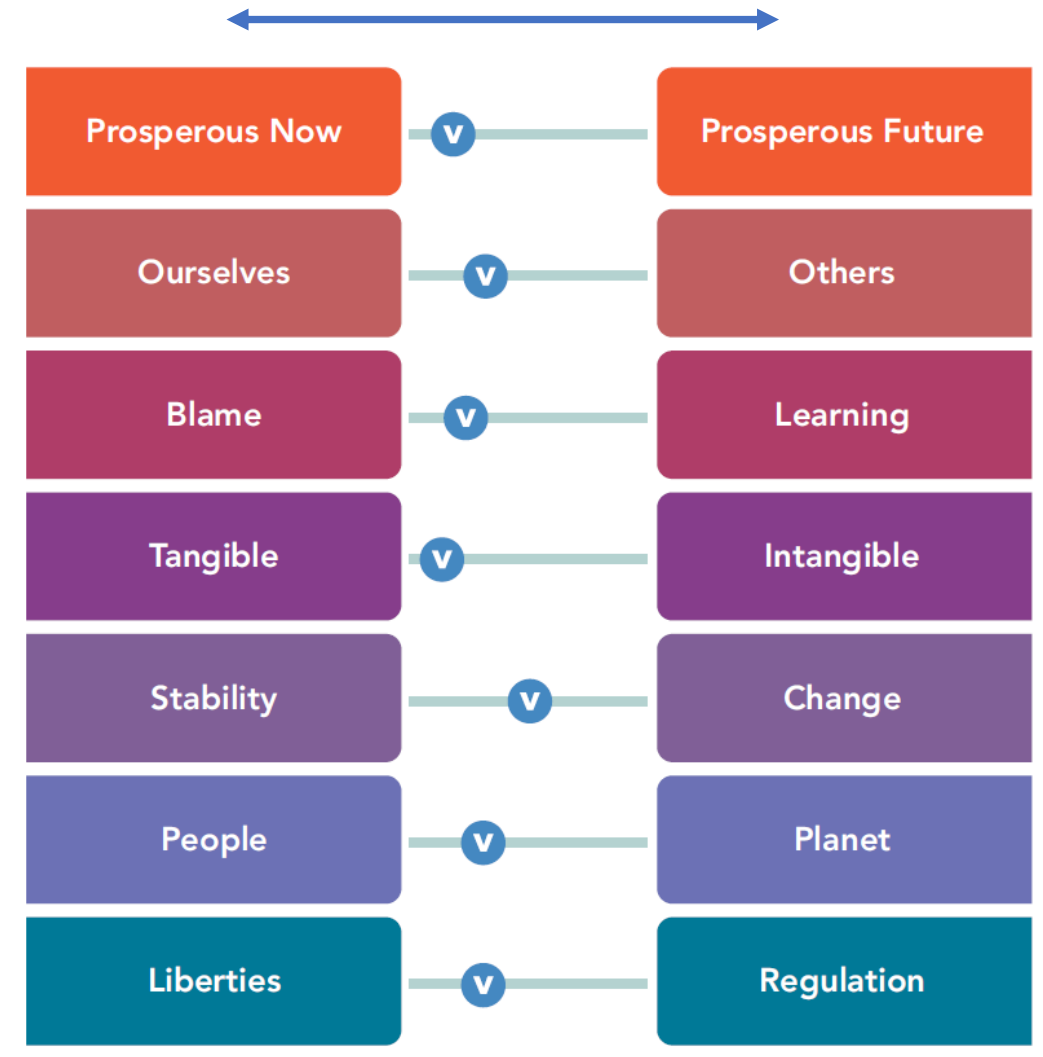 Prosperous Now v Prosperous Future
Ourselves v Others
Blame v Learning
Tangible v Intangible
Stability v Change
People v Planet
Liberties v Regulation